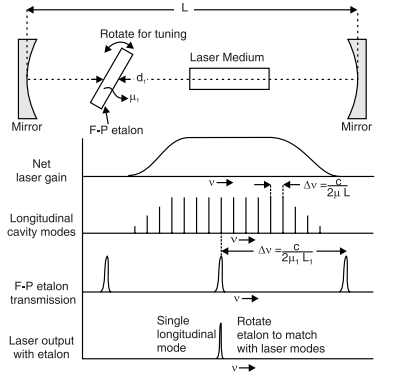 L
Rotate for tuning
Laser Medium
d₁
μ₁
Mirror
F-P etalon
Mirror
Net
laser gain
ν
Δν = c/2μ L
Longitudinal
cavity modes
ν
Δν = c/2μ₁ L₁
F-P etalon
transmission
ν
Single
longitudinal
mode
Rotate
etalon to match
with laser modes
Laser output
with etalon
ν